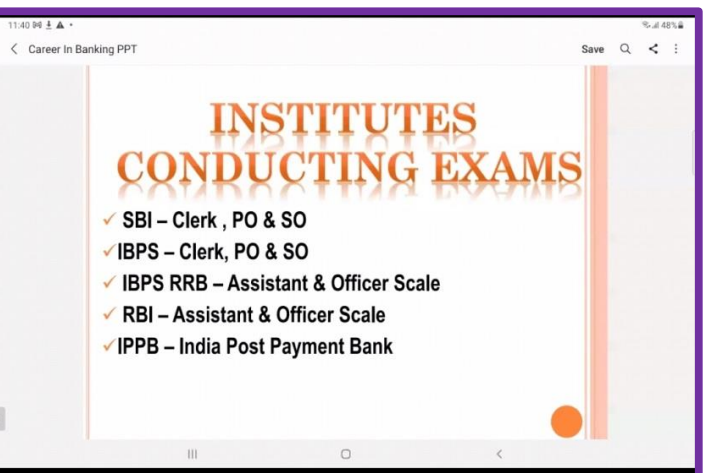 11:40
48%
Career In Banking PPT
Save
INSTITUTES
CONDUCTING EXAMS
SBI – Clerk , PO & SO
IBPS – Clerk, PO & SO
IBPS RRB – Assistant & Officer Scale
RBI – Assistant & Officer Scale
IPPB – India Post Payment Bank